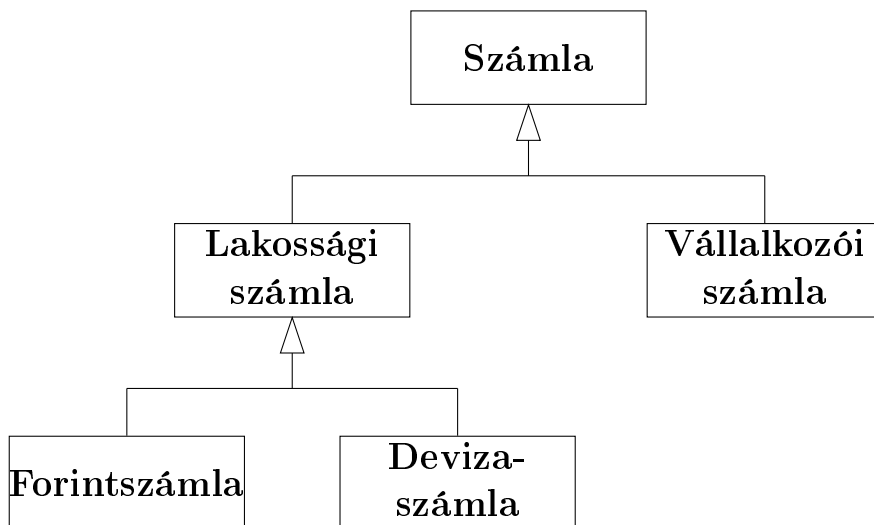 Számla
Lakossági
számla
Vállalkozói
számla
Forintszámla
Deviza-
számla